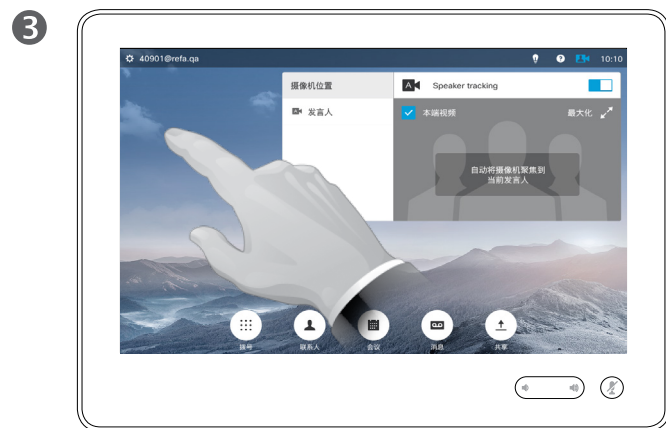 3
40901@refa.qa
10:10
摄像机位置
Speaker tracking
发言人
本端视频
最大化
自动将摄像机聚焦到
当前发言人
拨号
联系人
会议
消息
共享